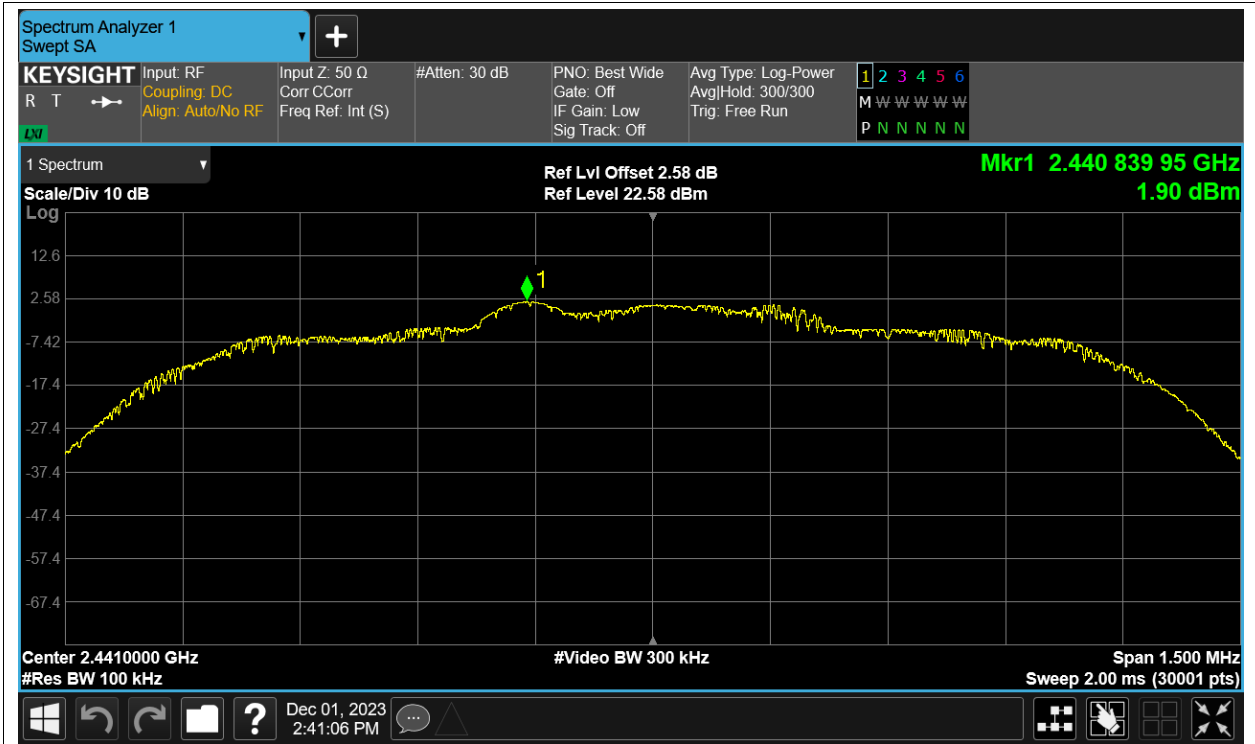 Spectrum Analyzer 1
Swept SA
+
KEYSIGHT
R T
LXI
Input: RF
Coupling: DC
Align: Auto/No RF
Input Z: 50 Ω
Corr CCorr
Freq Ref: Int (S)
#Atten: 30 dB
PNO: Best Wide
Gate: Off
IF Gain: Low
Sig Track: Off
Avg Type: Log-Power
Avg|Hold: 300/300
Trig: Free Run
1 2 3 4 5 6
M W W W W W
P N N N N N
1 Spectrum
Scale/Div 10 dB
Log
Ref Lvl Offset 2.58 dB
Ref Level 22.58 dBm
Mkr1 2.440 839 95 GHz
1.90 dBm
12.6
1
2.58
-7.42
-17.4
-27.4
-37.4
-47.4
-57.4
-67.4
Center 2.4410000 GHz
#Res BW 100 kHz
#Video BW 300 kHz
Span 1.500 MHz
Sweep 2.00 ms (30001 pts)
?
Dec 01, 2023
2:41:06 PM